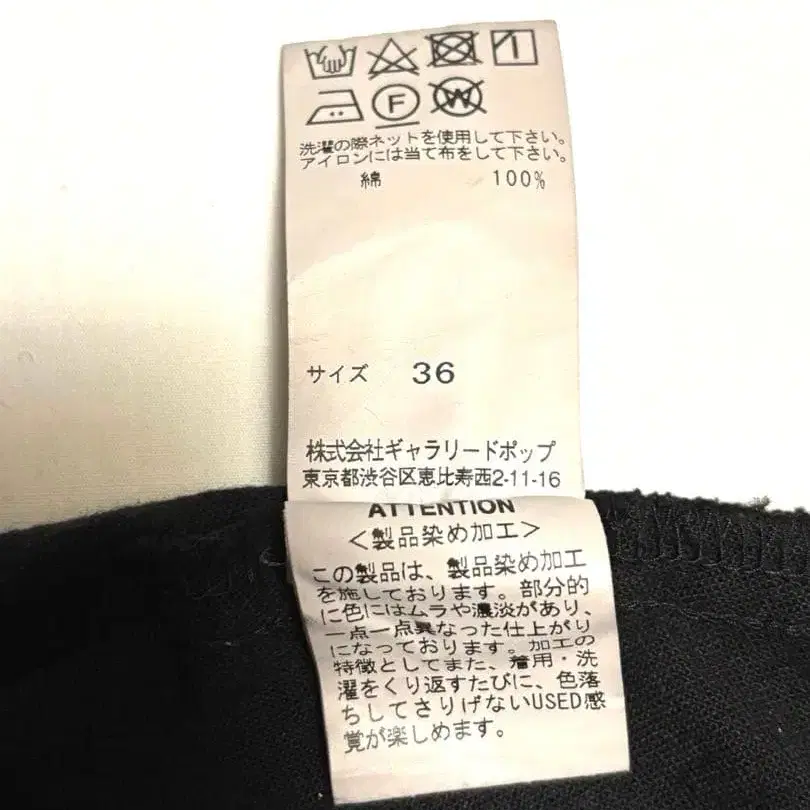 F W
洗濯の際ネットを使用して下さい。
アイロンには当て布をして下さい。
綿 100%
サイズ 36
株式会社ギャラリードポップ
東京都渋谷区恵比寿西2-11-16
ATTENTION
<製品染め加工>
この製品は、製品染め加工
を施しております。部分的
に色にはムラや濃淡があり、
一点一点異なった仕上がり
になっております。加工の
特徴としてまた、着用・洗
濯をくり返すたびに、色落
ちしてさりげないUSED感
覚が楽しめます。